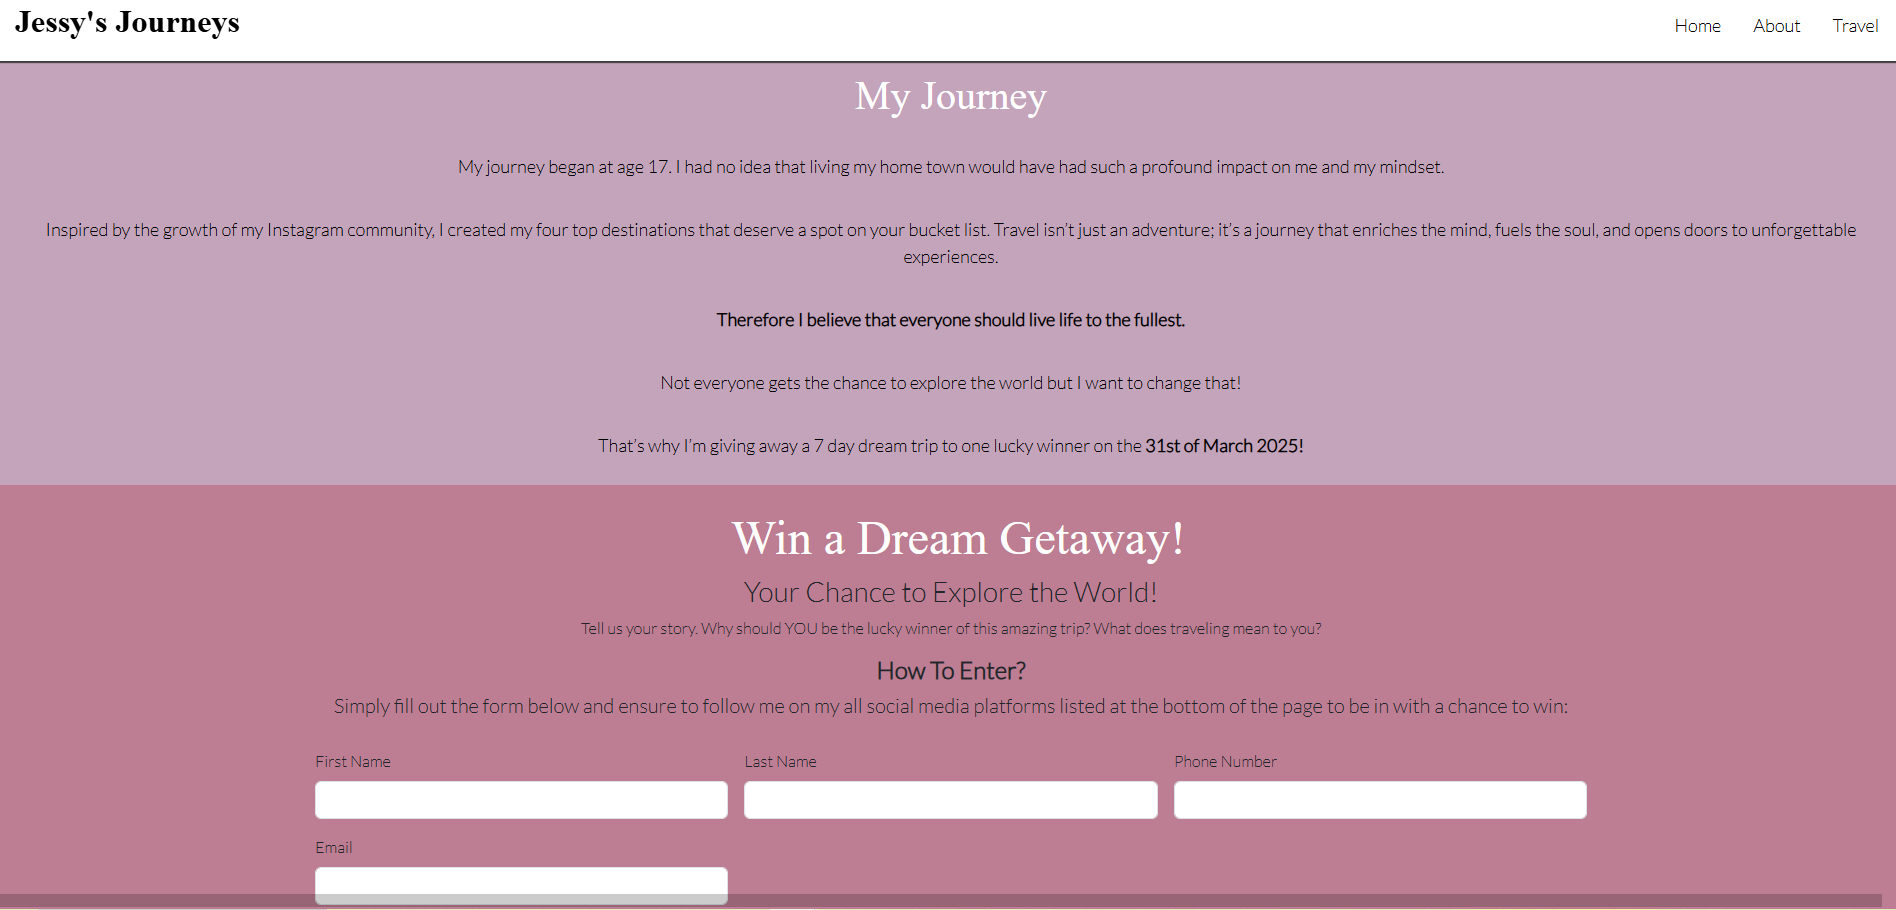 Jessy's Journeys
Home About Travel
My Journey
My journey began at age 17. I had no idea that living my home town would have had such a profound impact on me and my mindset.
Inspired by the growth of my Instagram community, I created my four top destinations that deserve a spot on your bucket list. Travel isn’t just an adventure; it’s a journey that enriches the mind, fuels the soul, and opens doors to unforgettable
experiences.
Therefore I believe that everyone should live life to the fullest.
Not everyone gets the chance to explore the world but I want to change that!
That’s why I’m giving away a 7 day dream trip to one lucky winner on the 31st of March 2025!
Win a Dream Getaway!
Your Chance to Explore the World!
Tell us your story. Why should YOU be the lucky winner of this amazing trip? What does traveling mean to you?
How To Enter?
Simply fill out the form below and ensure to follow me on my all social media platforms listed at the bottom of the page to be in with a chance to win:
First Name Last Name Phone Number
Email